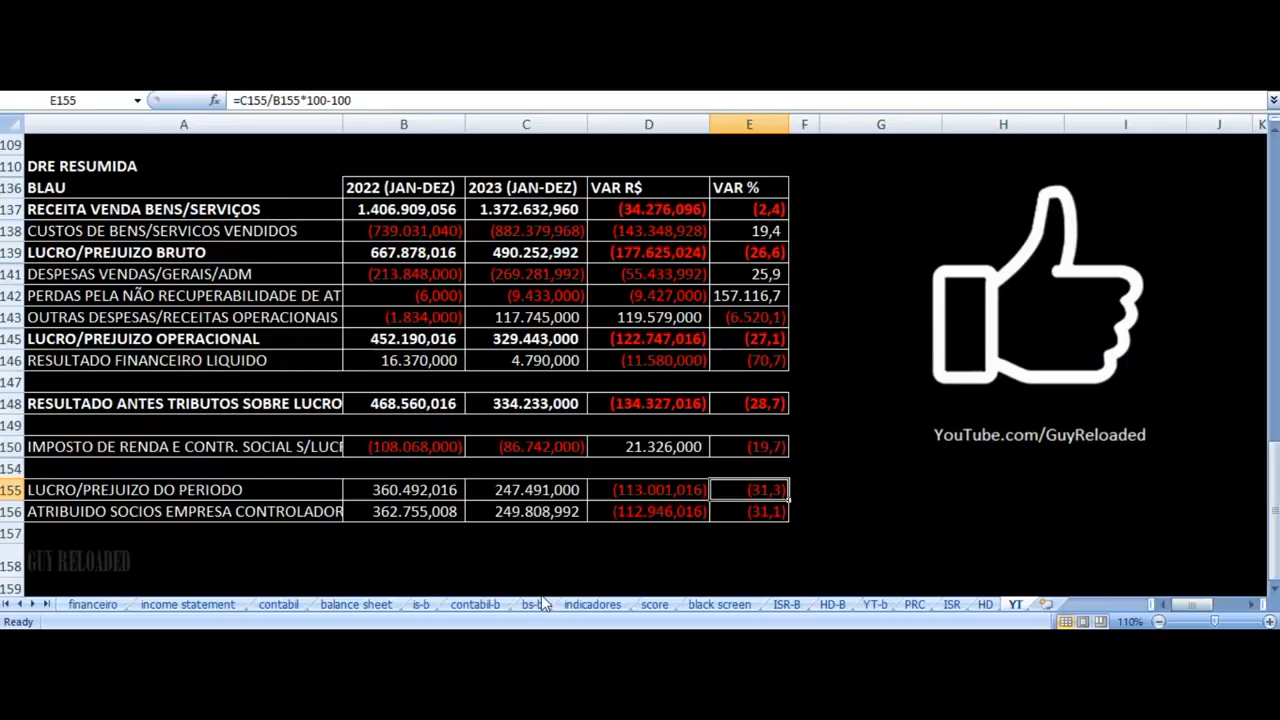 E155 fx =C155/B155*100-100
A B C D E F G H I J K
109
110 DRE RESUMIDA
136 BLAU 2022 (JAN-DEZ) 2023 (JAN-DEZ) VAR R$ VAR %
137 RECEITA VENDA BENS/SERVIÇOS 1.406.909,056 1.372.632,960 (34.276,096) (2,4)
138 CUSTOS DE BENS/SERVICOS VENDIDOS (739.031,040) (882.379,968) (143.348,928) 19,4
139 LUCRO/PREJUIZO BRUTO 667.878,016 490.252,992 (177.625,024) (26,6)
141 DESPESAS VENDAS/GERAIS/ADM (213.848,000) (269.281,992) (55.433,992) 25,9
142 PERDAS PELA NÃO RECUPERABILIDADE DE AT (6,000) (9.433,000) (9.427,000) 157.116,7
143 OUTRAS DESPESAS/RECEITAS OPERACIONAIS (1.834,000) 117.745,000 119.579,000 (6.520,1)
145 LUCRO/PREJUIZO OPERACIONAL 452.190,016 329.443,000 (122.747,016) (27,1)
146 RESULTADO FINANCEIRO LIQUIDO 16.370,000 4.790,000 (11.580,000) (70,7)
147
148 RESULTADO ANTES TRIBUTOS SOBRE LUCRO 468.560,016 334.233,000 (134.327,016) (28,7)
149
150 IMPOSTO DE RENDA E CONTR. SOCIAL S/LUCR (108.068,000) (86.742,000) 21.326,000 (19,7)
154
155 LUCRO/PREJUIZO DO PERIODO 360.492,016 247.491,000 (113.001,016) (31,3)
156 ATRIBUIDO SOCIOS EMPRESA CONTROLADOR 362.755,008 249.808,992 (112.946,016) (31,1)
157
158 GUY RELOADED
159
YouTube.com/GuyReloaded
financeiro income statement contabil balance sheet is-b contabil-b indicadores score black screen ISR-B HD-B YT-b PRC ISR HD YT
Ready 110%